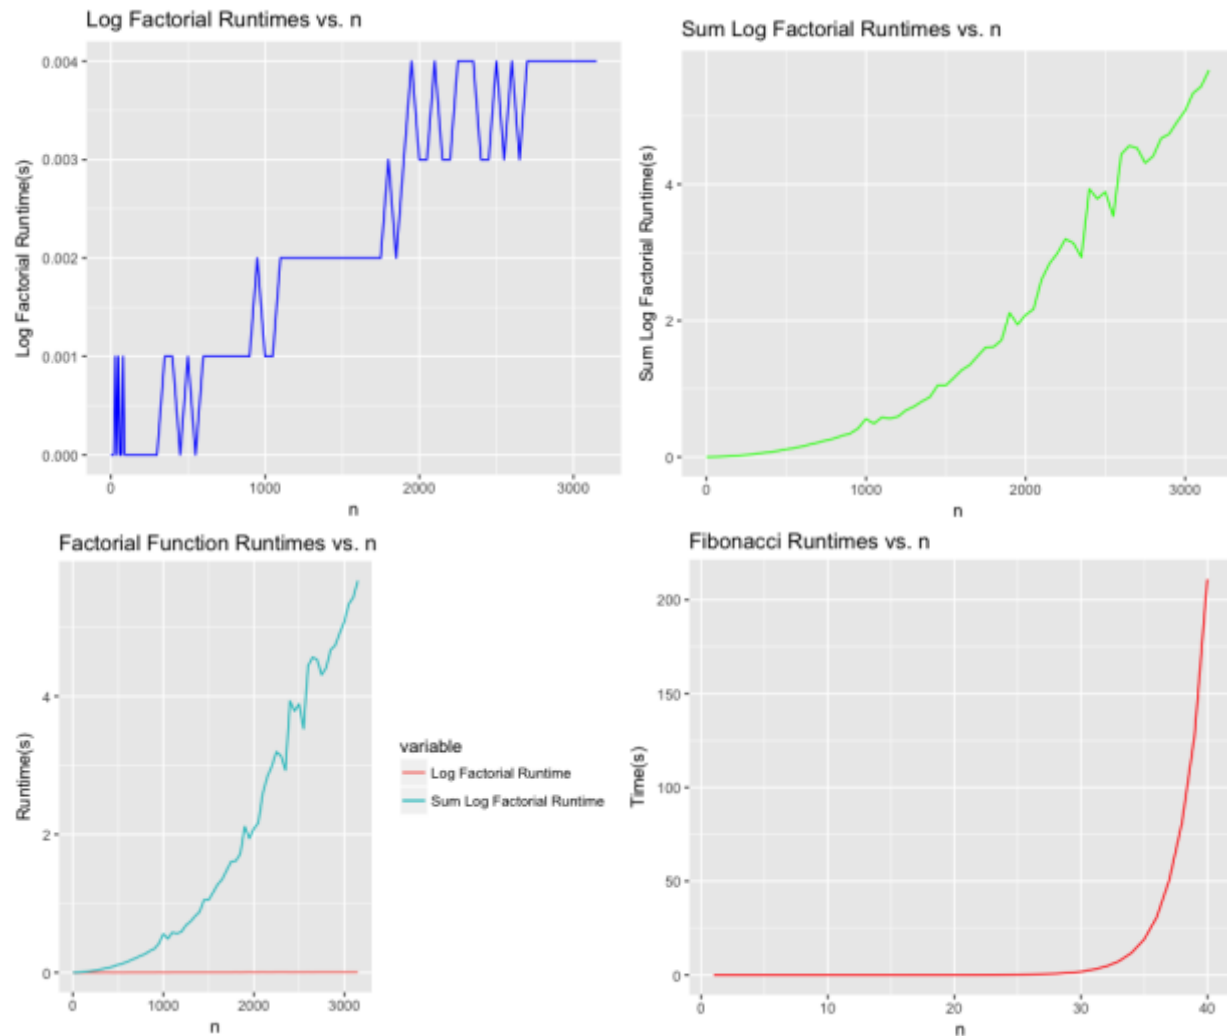 Log Factorial Runtimes vs. n
Log Factorial Runtime(s)
0.004
0.003
0.002
0.001
0.000
0
1000
2000
3000
n
Sum Log Factorial Runtimes vs. n
Sum Log Factorial Runtime(s)
4
2
0
0
1000
2000
3000
n
Factorial Function Runtimes vs. n
Runtime(s)
4
2
0
0
1000
2000
3000
n
variable
Log Factorial Runtime
Sum Log Factorial Runtime
Fibonacci Runtimes vs. n
Time(s)
200
150
100
50
0
0
10
20
30
40
n